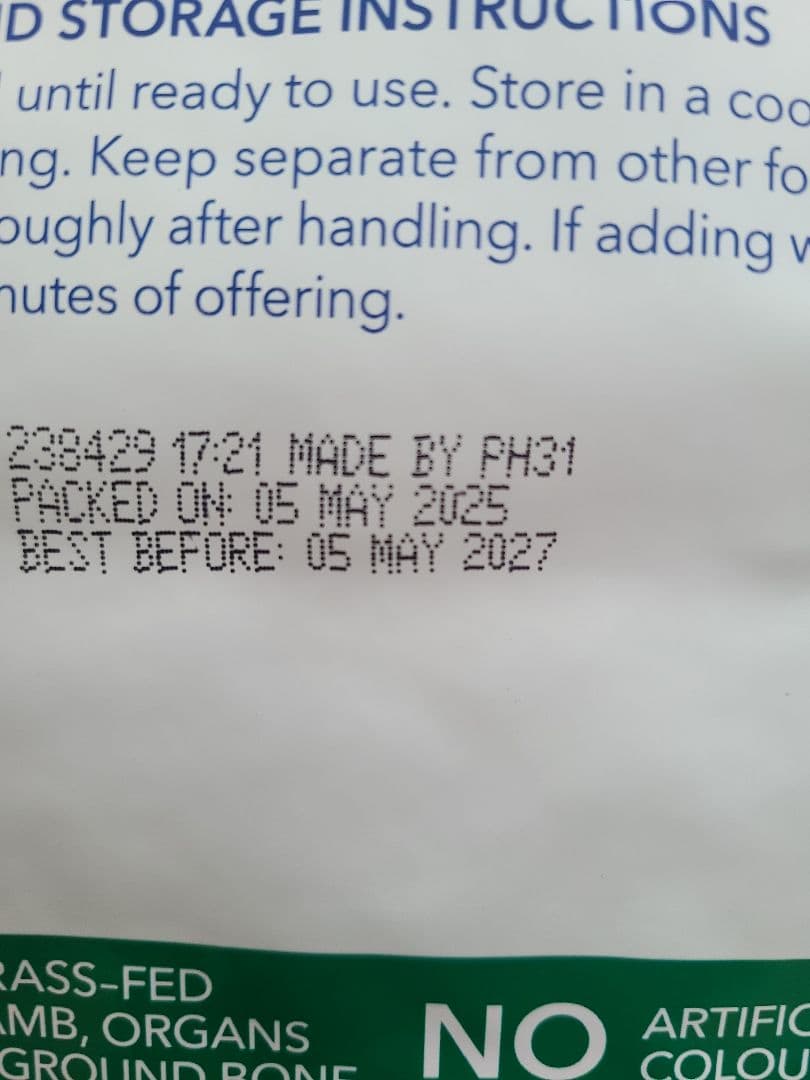 D STORAGE INSTRUCTIONS
until ready to use. Store in a coo
ng. Keep separate from other fo
oughly after handling. If adding w
nutes of offering.
238429 17:21 MADE BY PH31
PACKED ON: 05 MAY 2025
BEST BEFORE: 05 MAY 2027
RASS-FED
AMB, ORGANS
GROUND BONE
NO
ARTIFIC
COLOU